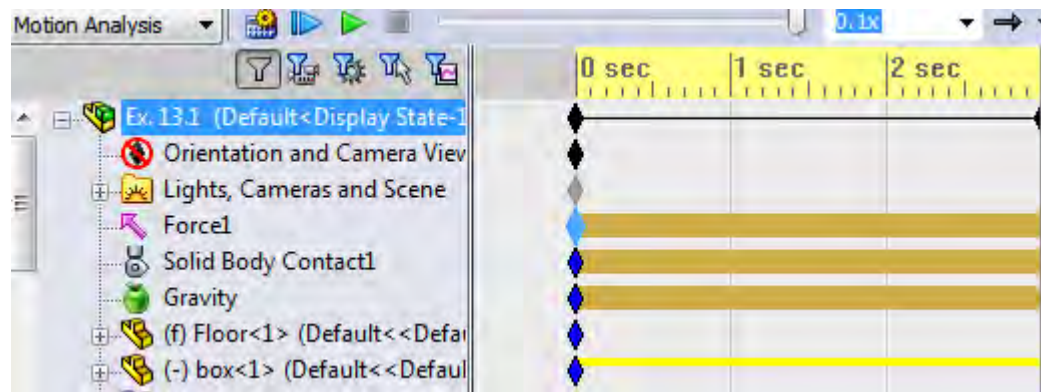 Motion Analysis 0.1x
0 sec 1 sec 2 sec
Ex. 13.1 (Default<Display State-1
Orientation and Camera View
Lights, Cameras and Scene
Force1
Solid Body Contact1
Gravity
(f) Floor<1> (Default<<Defau
(-) box<1> (Default<<Defaul